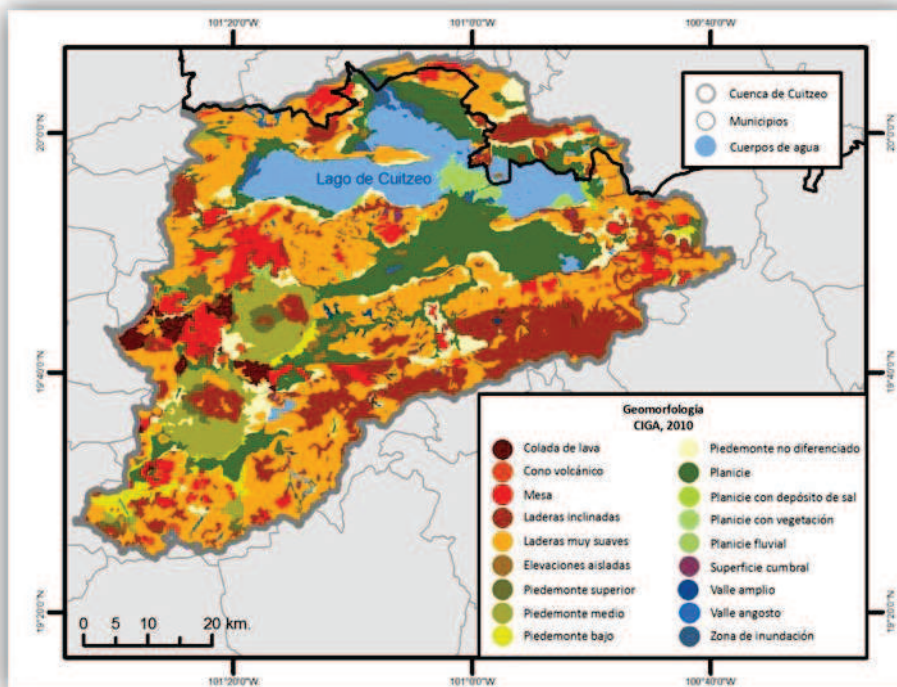 101°20'0"W 101°0'0"W 100°40'0"W
Cuenca de Cuitzeo
Municipios
Cuerpos de agua
20°0'0"N 20°0'0"N
Lago de Cuitzeo
19°40'0"N 19°40'0"N
Geomorfología
CIGA, 2010
Colada de lava
Cono volcánico
Mesa
Laderas inclinadas
Laderas muy suaves
Elevaciones aisladas
Piedemonte superior
Piedemonte medio
Piedemonte bajo
Piedemonte no diferenciado
Planicie
Planicie con depósito de sal
Planicie con vegetación
Planicie fluvial
Superficie cumbral
Valle amplio
Valle angosto
Zona de inundación
19°20'0"N 19°20'0"N
0 5 10 20 km.
101°20'0"W 101°0'0"W 100°40'0"W